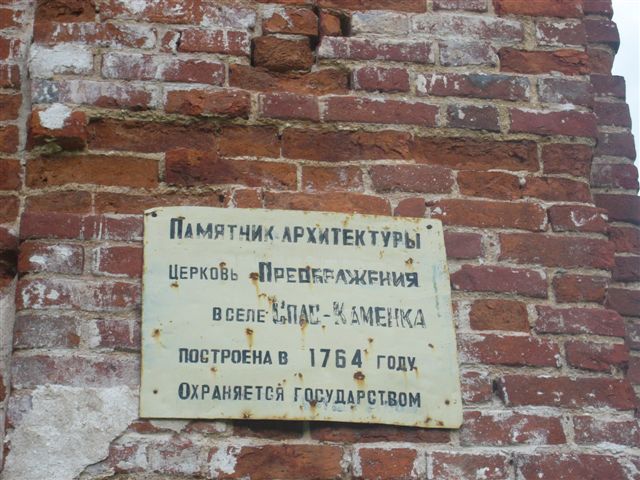 Памятник архитектуры
церковь Преображения
в селе Спас-Каменка
построена в 1764 году
Охраняется государством